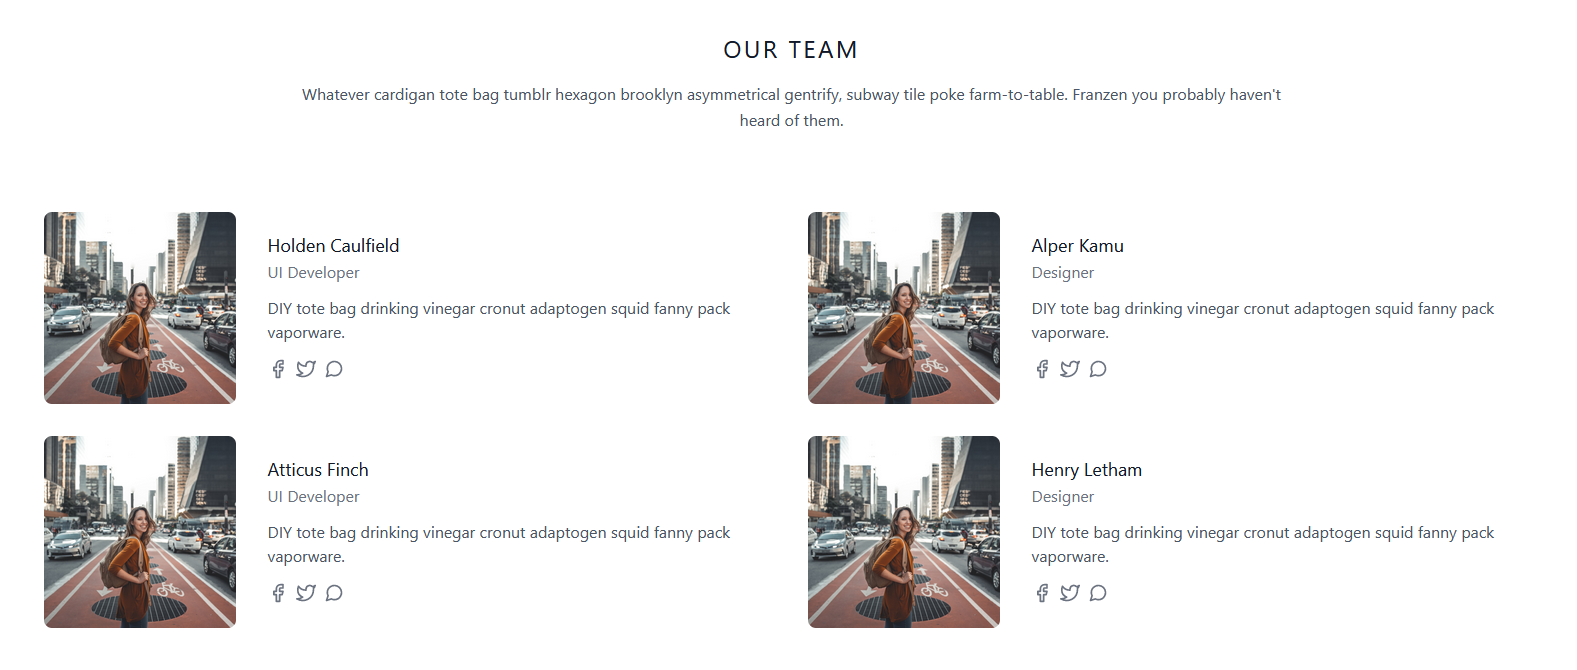 OUR TEAM
Whatever cardigan tote bag tumblr hexagon brooklyn asymmetrical gentrify, subway tile poke farm-to-table. Franzen you probably haven't
heard of them.
Holden Caulfield
UI Developer
DIY tote bag drinking vinegar cronut adaptogen squid fanny pack
vaporware.
Alper Kamu
Designer
DIY tote bag drinking vinegar cronut adaptogen squid fanny pack
vaporware.
Atticus Finch
UI Developer
DIY tote bag drinking vinegar cronut adaptogen squid fanny pack
vaporware.
Henry Letham
Designer
DIY tote bag drinking vinegar cronut adaptogen squid fanny pack
vaporware.